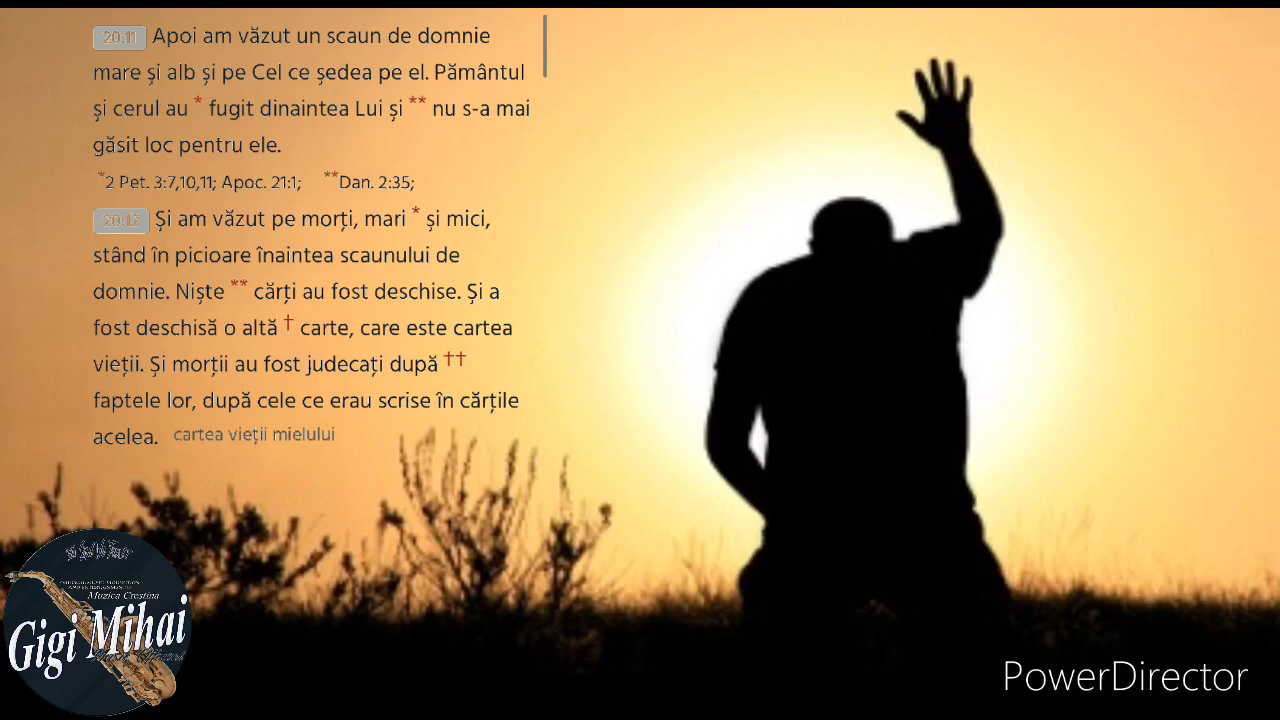 20:11 Apoi am văzut un scaun de domnie
mare și alb și pe Cel ce ședea pe el. Pământul
și cerul au * fugit dinaintea Lui și ** nu s-a mai
găsit loc pentru ele.
*2 Pet. 3:7,10,11; Apoc. 21:1; **Dan. 2:35;
20:12 Și am văzut pe morți, mari * și mici,
stând în picioare înaintea scaunului de
domnie. Niște ** cărți au fost deschise. Și a
fost deschisă o altă † carte, care este cartea
vieții. Și morții au fost judecați după ††
faptele lor, după cele ce erau scrise în cărțile
acelea. cartea vieții mielului
Muzica Crestina
Gigi Mihai
PowerDirector